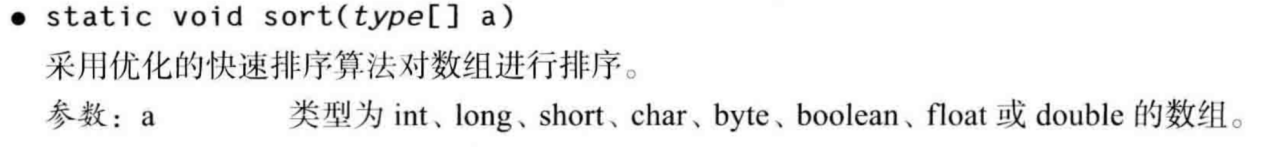 ● static void sort(type[] a)
采用优化的快速排序算法对数组进行排序。
参数：a 类型为 int、long、short、char、byte、boolean、float 或 double 的数组。